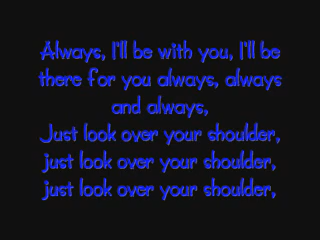 Always, I'll be with you, I'll be
there for you always, always
and always,
Just look over your shoulder,
just look over your shoulder,
just look over your shoulder,